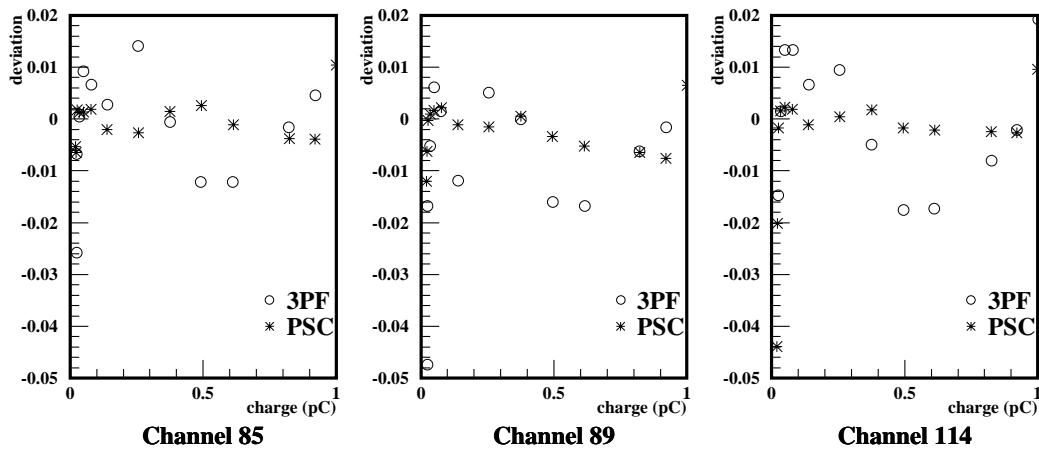 deviation
0.02
0.01
0
-0.01
-0.02
-0.03
-0.04
-0.05
3PF
PSC
0 0.5 1
charge (pC)
Channel 85
deviation
0.02
0.01
0
-0.01
-0.02
-0.03
-0.04
-0.05
3PF
PSC
0 0.5 1
charge (pC)
Channel 89
deviation
0.02
0.01
0
-0.01
-0.02
-0.03
-0.04
-0.05
3PF
PSC
0 0.5 1
charge (pC)
Channel 114